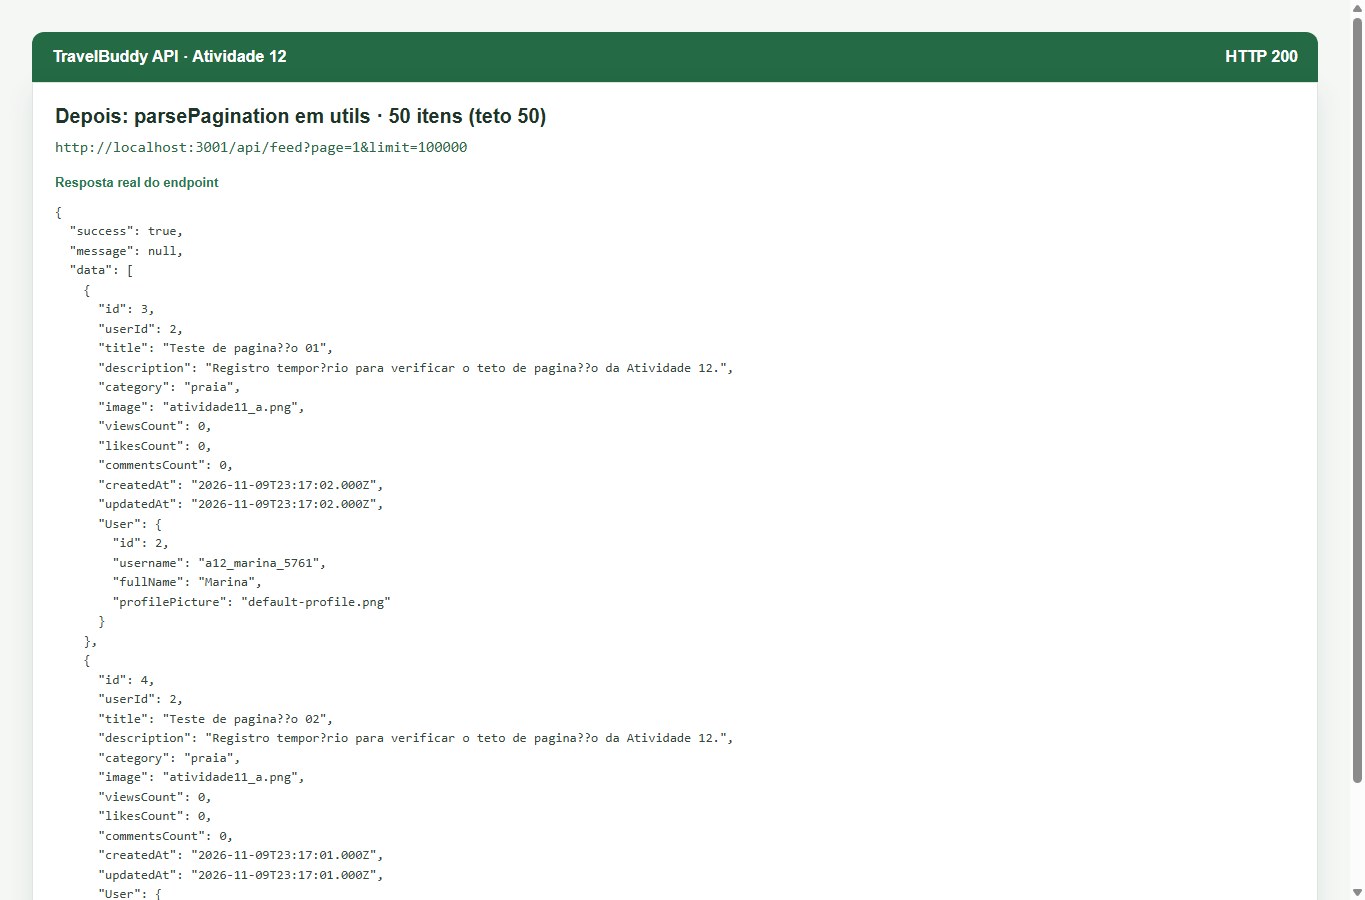 TravelBuddy API · Atividade 12
HTTP 200
Depois: parsePagination em utils · 50 itens (teto 50)
http://localhost:3001/api/feed?page=1&limit=100000
Resposta real do endpoint
{
  "success": true,
  "message": null,
  "data": [
    {
      "id": 3,
      "userId": 2,
      "title": "Teste de pagina??o 01",
      "description": "Registro tempor?rio para verificar o teto de pagina??o da Atividade 12.",
      "category": "praia",
      "image": "atividade11_a.png",
      "viewsCount": 0,
      "likesCount": 0,
      "commentsCount": 0,
      "createdAt": "2026-11-09T23:17:02.000Z",
      "updatedAt": "2026-11-09T23:17:02.000Z",
      "User": {
        "id": 2,
        "username": "a12_marina_5761",
        "fullName": "Marina",
        "profilePicture": "default-profile.png"
      }
    },
    {
      "id": 4,
      "userId": 2,
      "title": "Teste de pagina??o 02",
      "description": "Registro tempor?rio para verificar o teto de pagina??o da Atividade 12.",
      "category": "praia",
      "image": "atividade11_a.png",
      "viewsCount": 0,
      "likesCount": 0,
      "commentsCount": 0,
      "createdAt": "2026-11-09T23:17:01.000Z",
      "updatedAt": "2026-11-09T23:17:01.000Z",
      "User": {